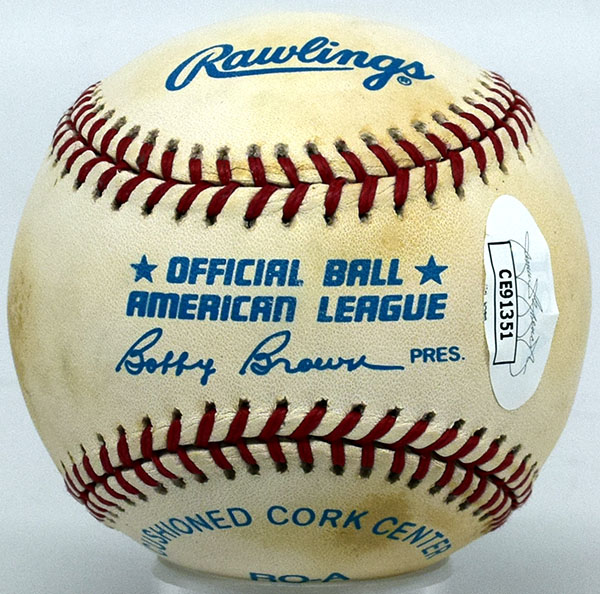 Rawlings®
★ OFFICIAL BALL ★
AMERICAN LEAGUE
Bobby Brown PRES.
CE91351
CUSHIONED CORK CENTER
RO-A